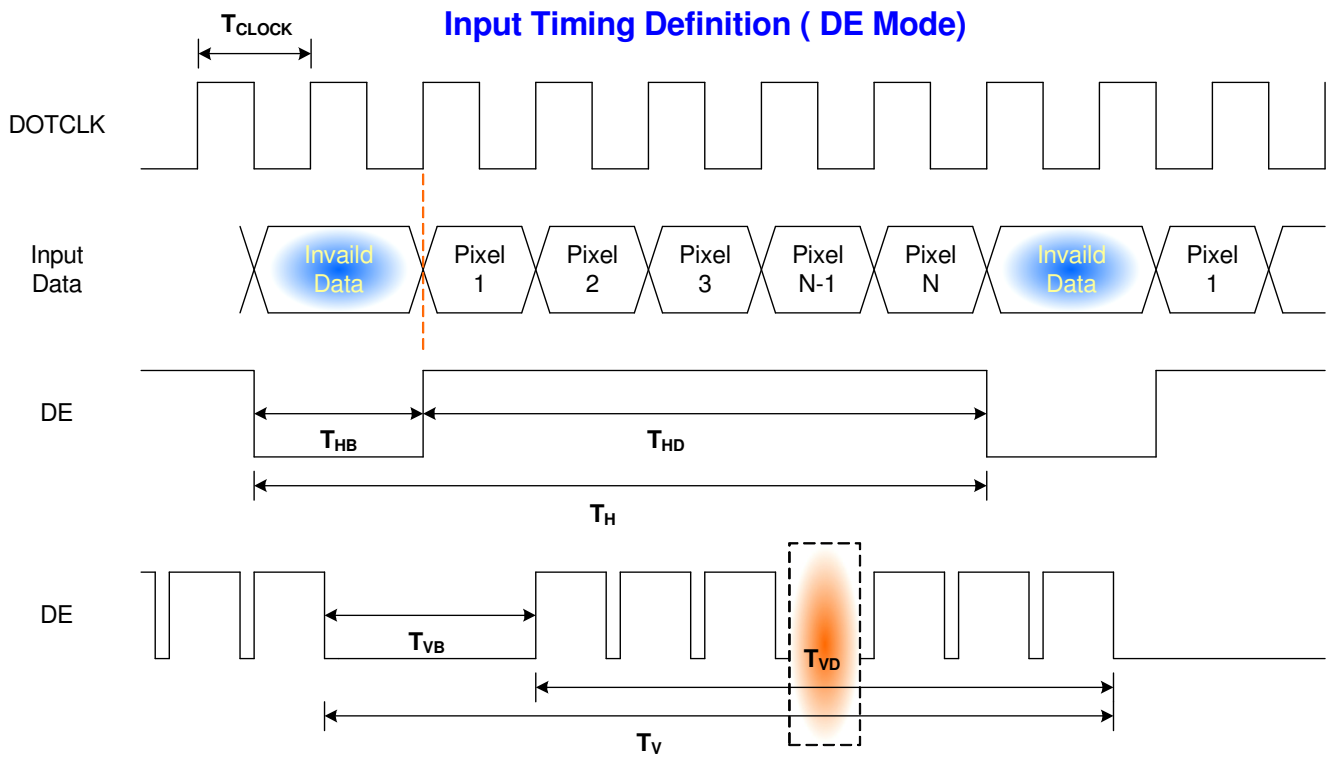 Input Timing Definition ( DE Mode)
TCLOCK
DOTCLK
Input
Data
Invaild
Data
Pixel
1
Pixel
2
Pixel
3
Pixel
N-1
Pixel
N
Invaild
Data
Pixel
1
DE
THB
THD
TH
DE
TVB
TVD
TV